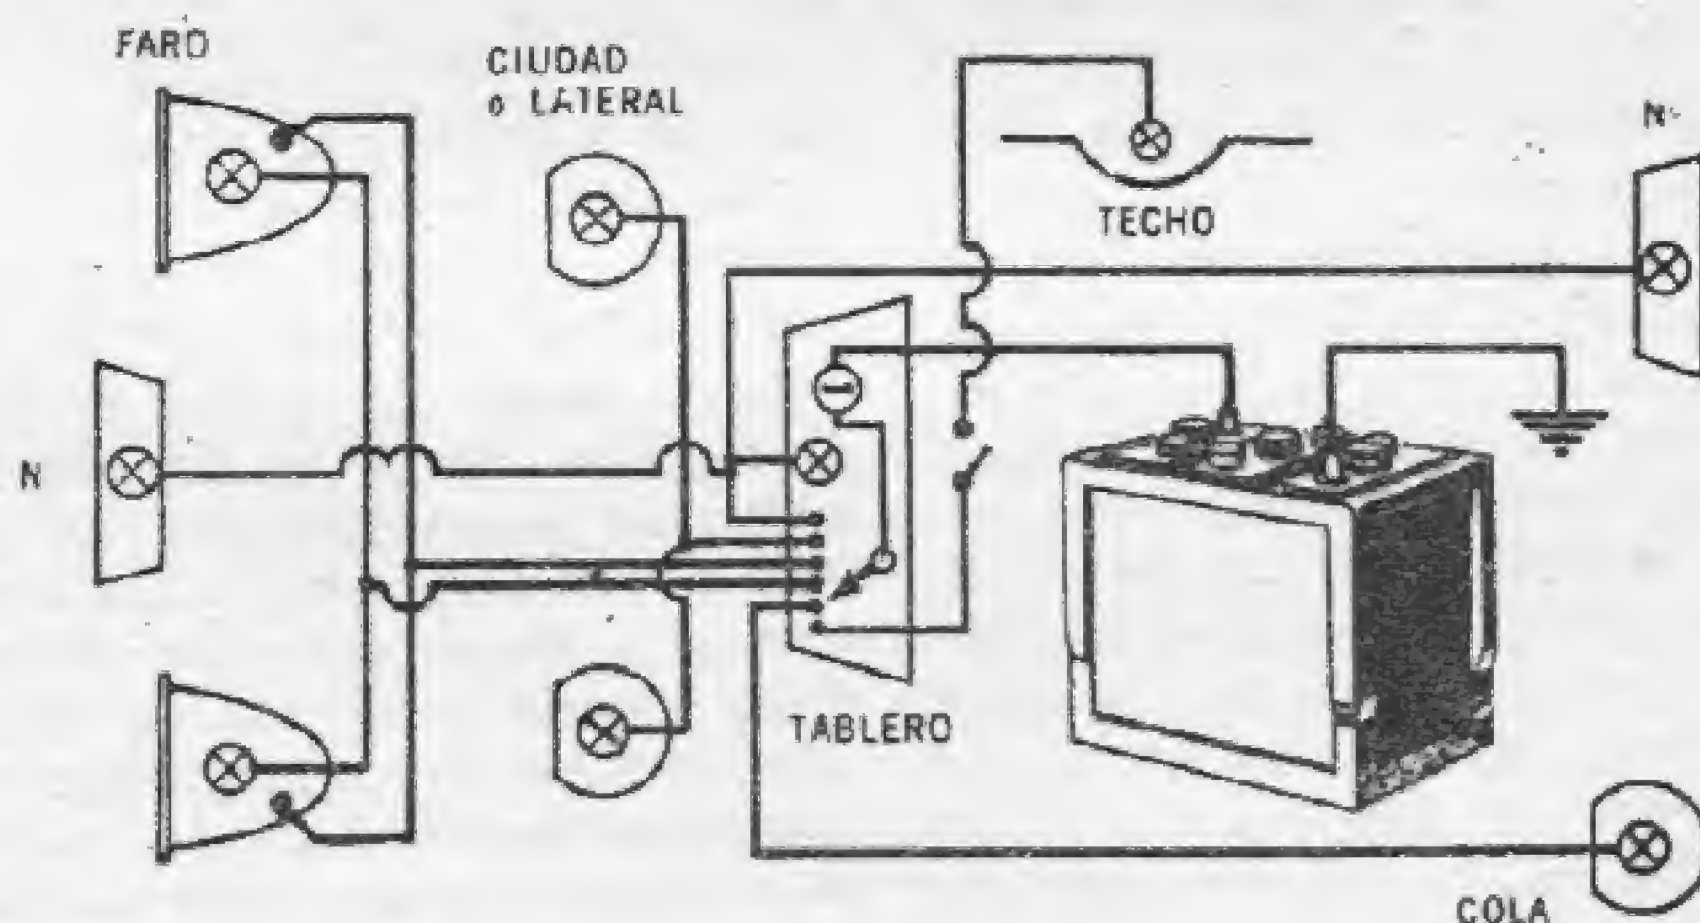 FARO
CIUDAD
o LATERAL
TECHO
N
N
TABLERO
COLA